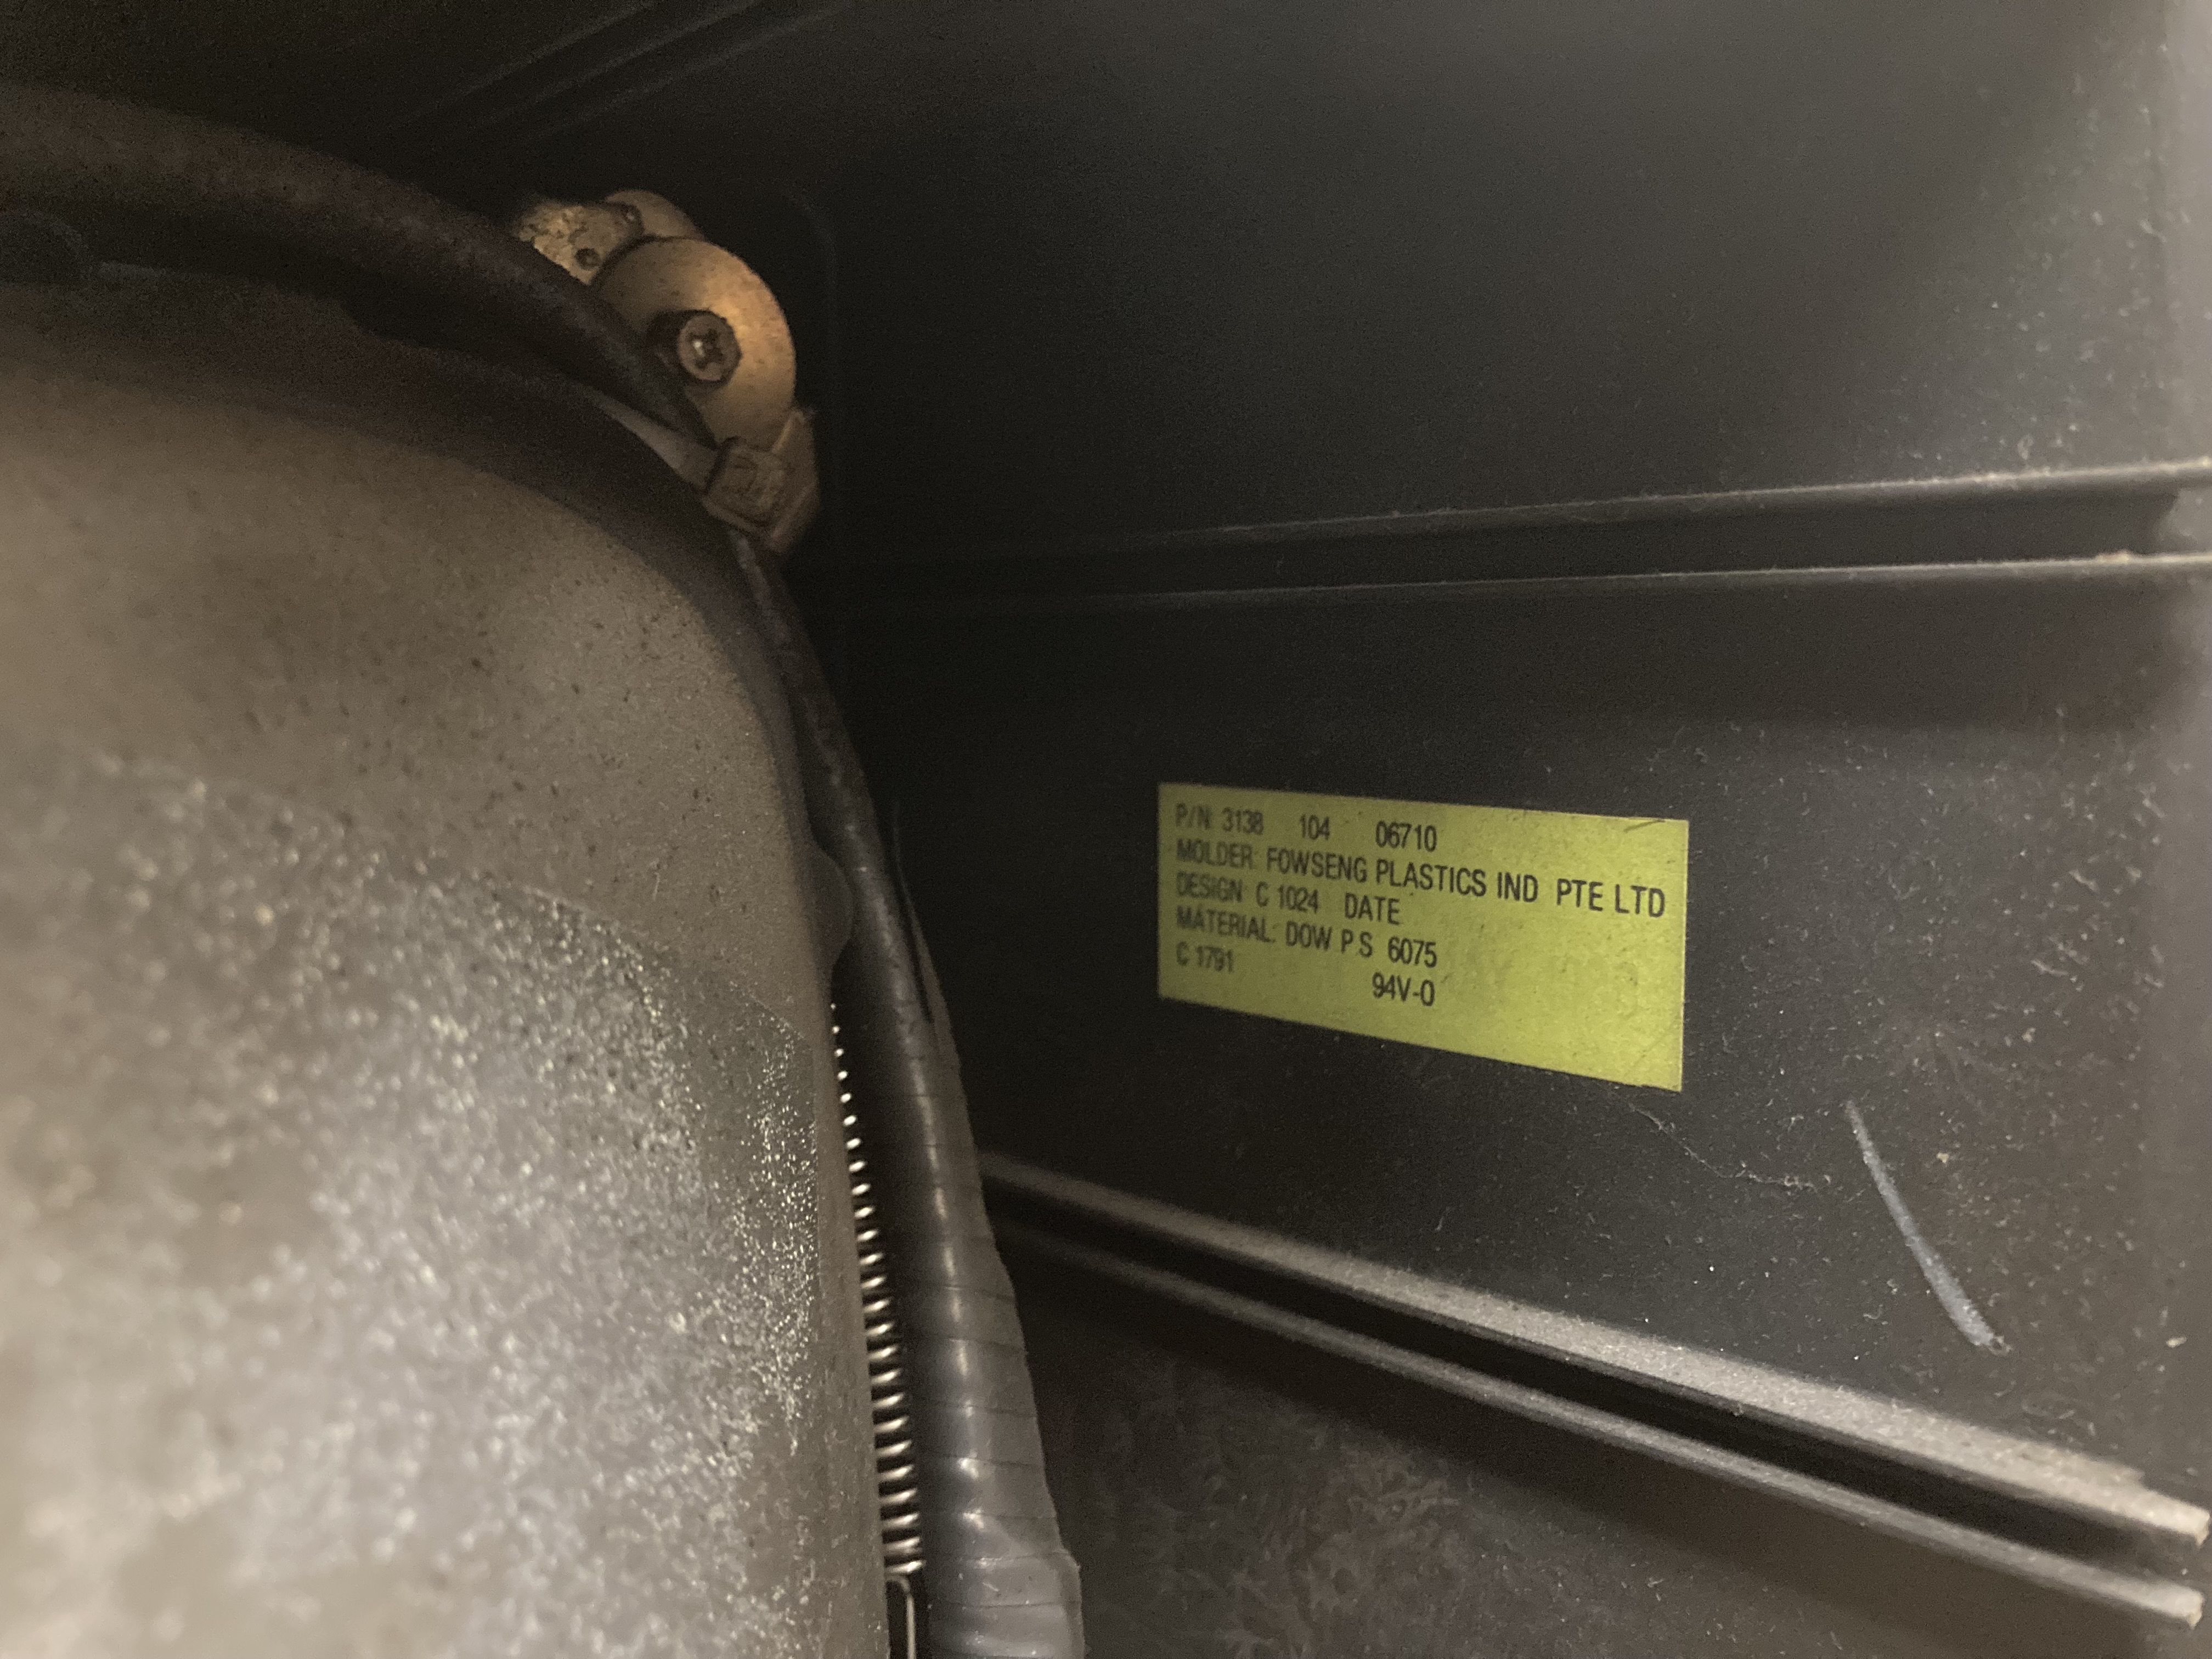 P/N: 3138 104 06710
MOLDER: FOWSENG PLASTICS IND PTE LTD
DESIGN: C 1024 DATE
MATERIAL: DOW P S 6075
C 1791 94V-0